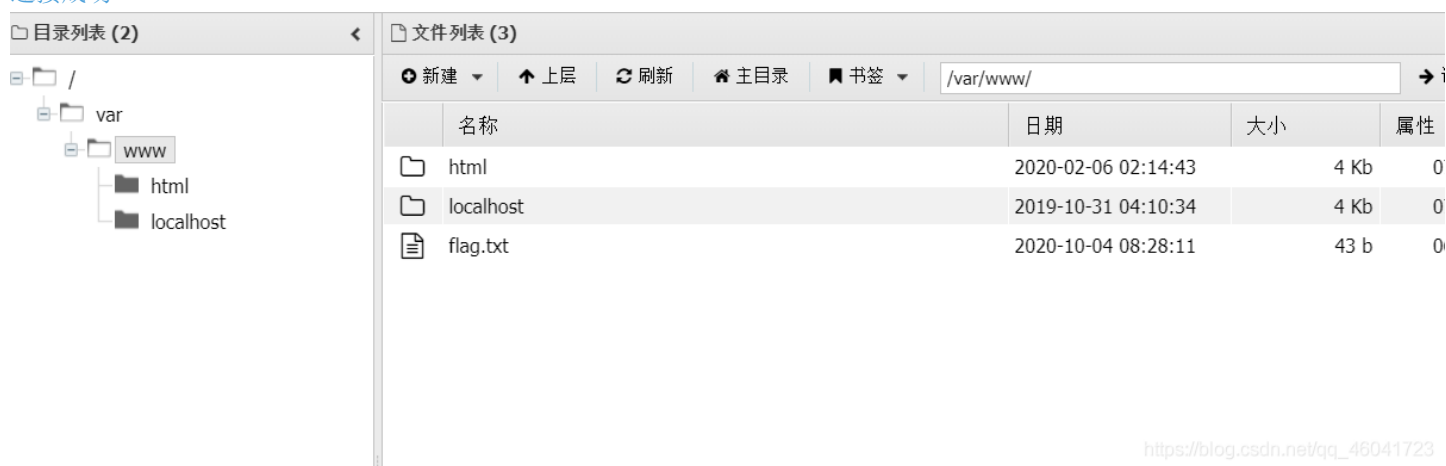 目录列表 (2)
文件列表 (3)
新建 上层 刷新 主目录 书签 /var/www/
名称 日期 大小 属性
/
var
www
html
localhost
html 2020-02-06 02:14:43 4 Kb
localhost 2019-10-31 04:10:34 4 Kb
flag.txt 2020-10-04 08:28:11 43 b
https://blog.csdn.net/qq_46041723